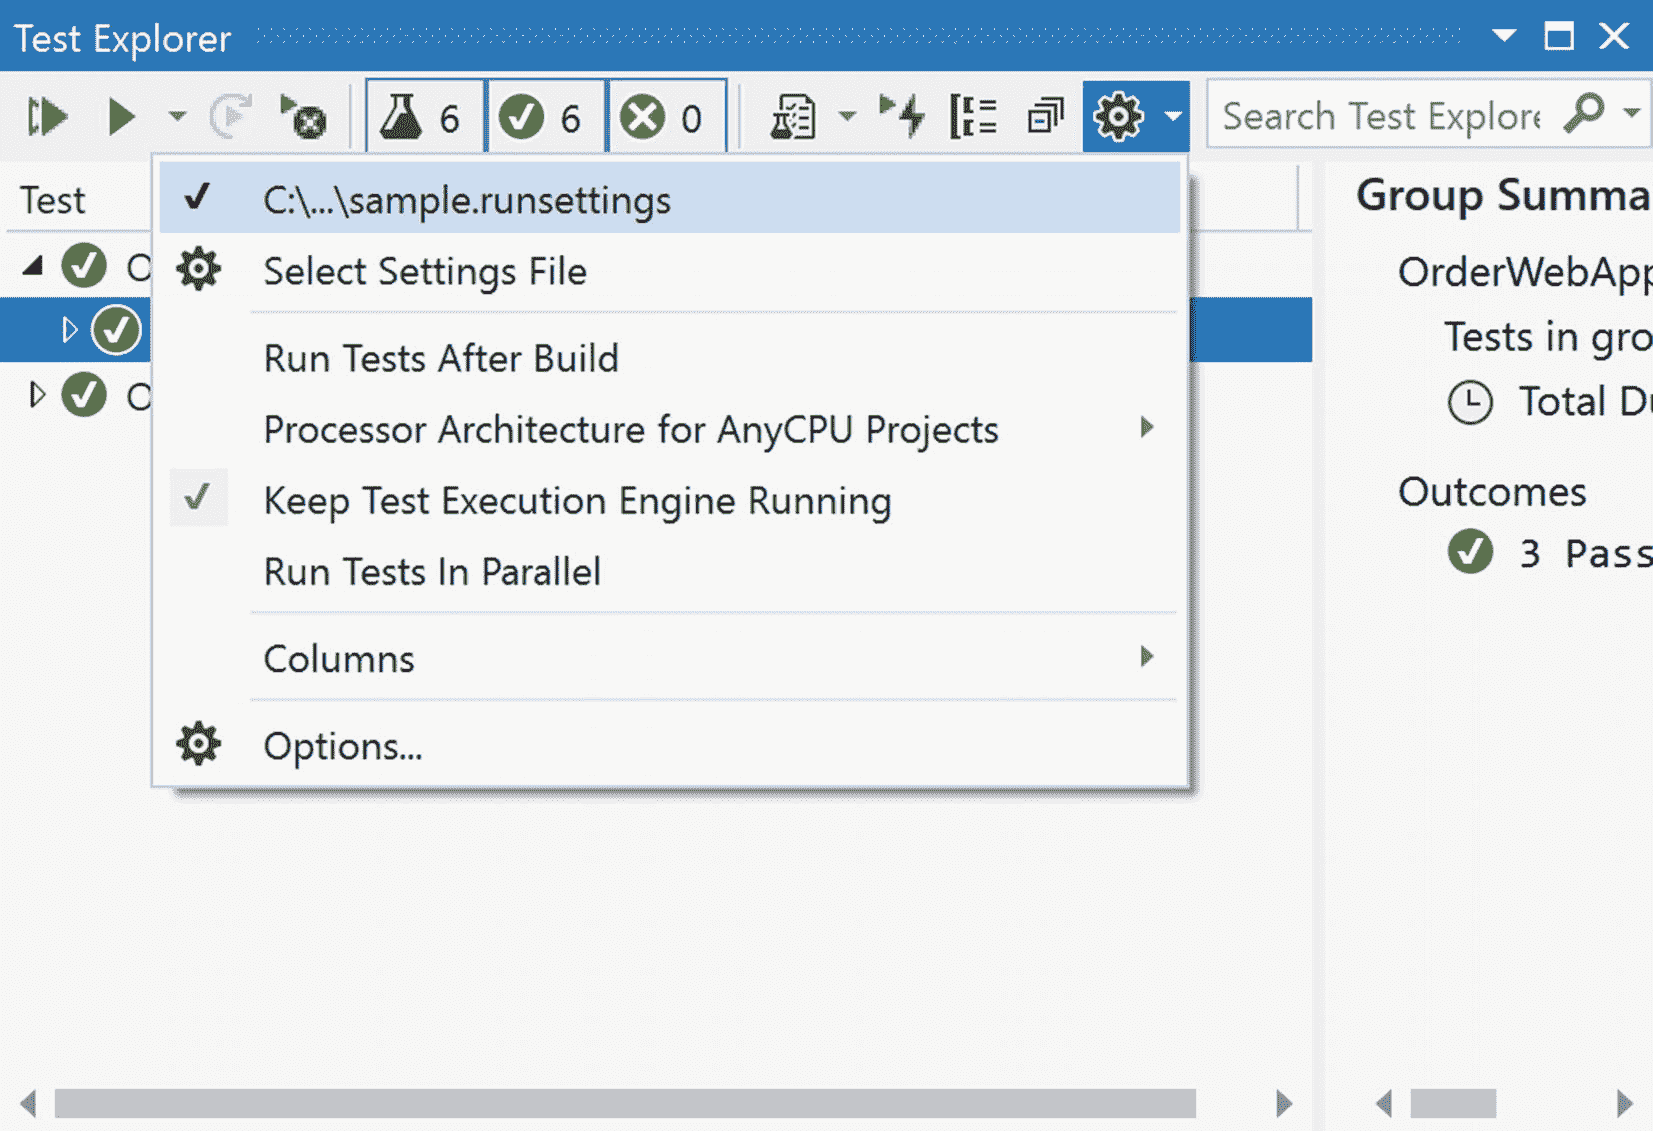 Test Explorer
6 6 0
Search Test Explore
C:\...\sample.runsettings
Select Settings File
Run Tests After Build
Processor Architecture for AnyCPU Projects
Keep Test Execution Engine Running
Run Tests In Parallel
Columns
Options...
Test
O
O
Group Summa
OrderWebApp
Tests in gro
Total Du
Outcomes
3 Pass